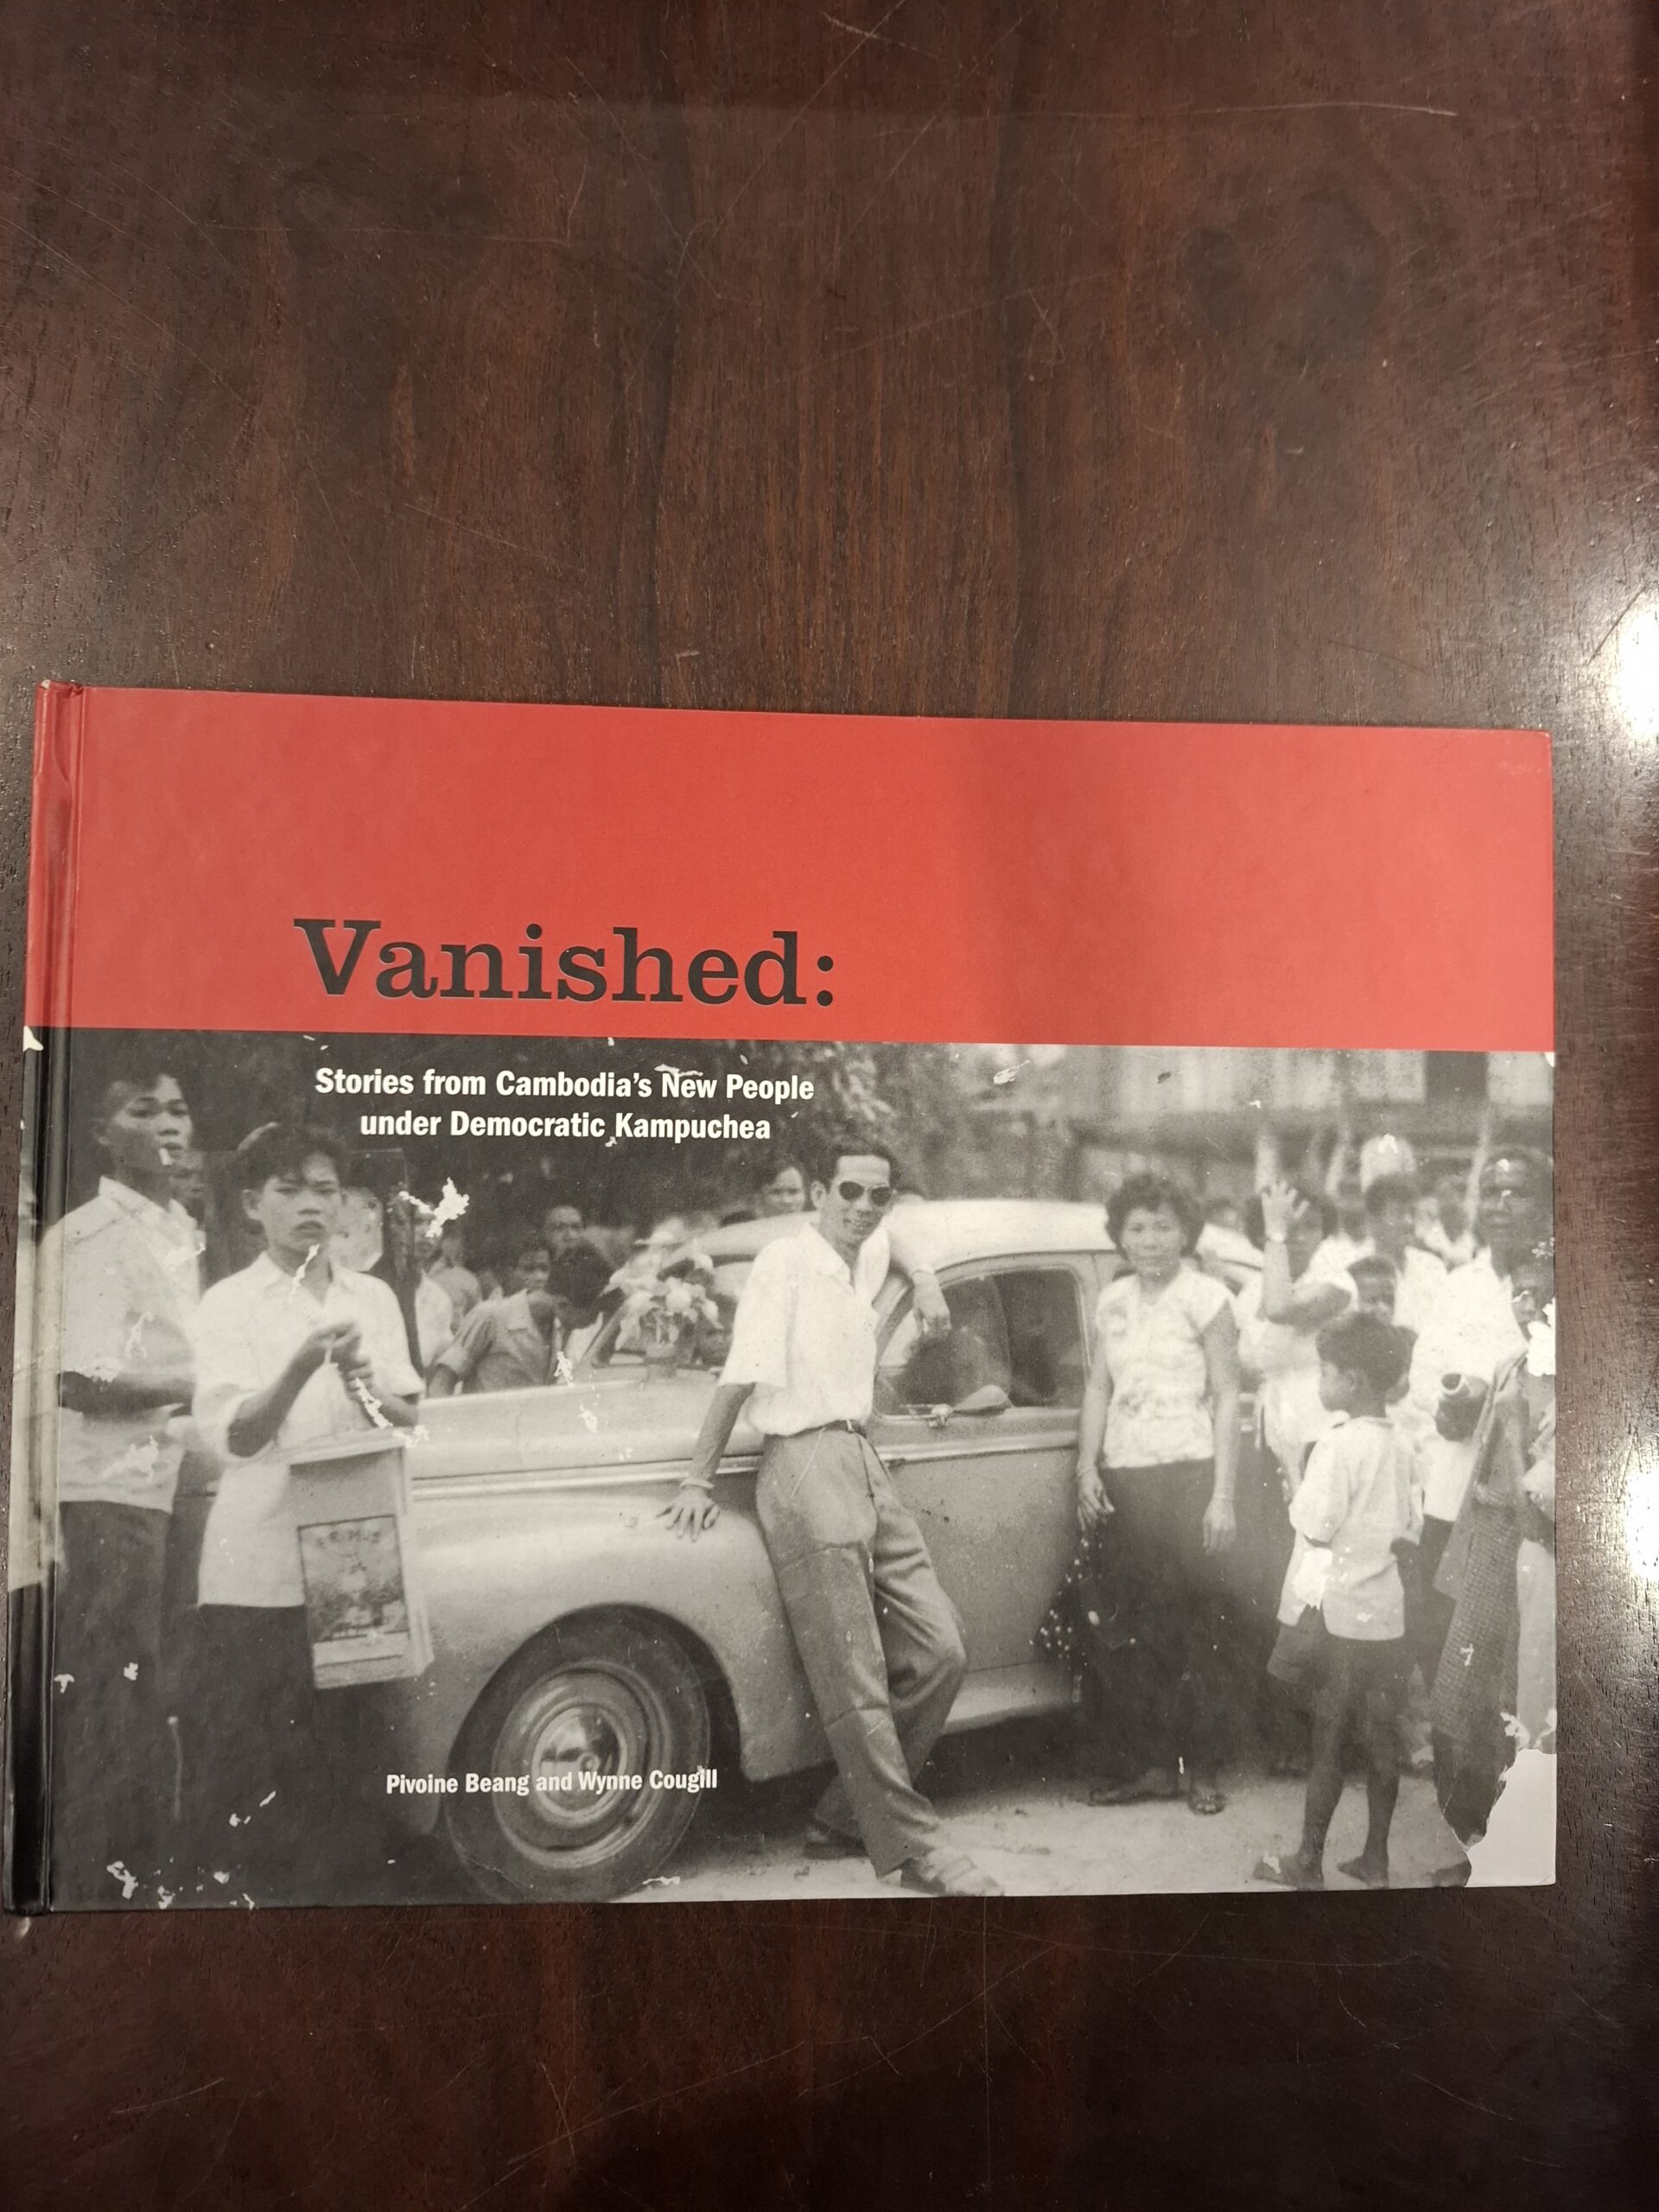 Vanished:
Stories from Cambodia's New People
under Democratic Kampuchea
Pivoine Beang and Wynne Cougill